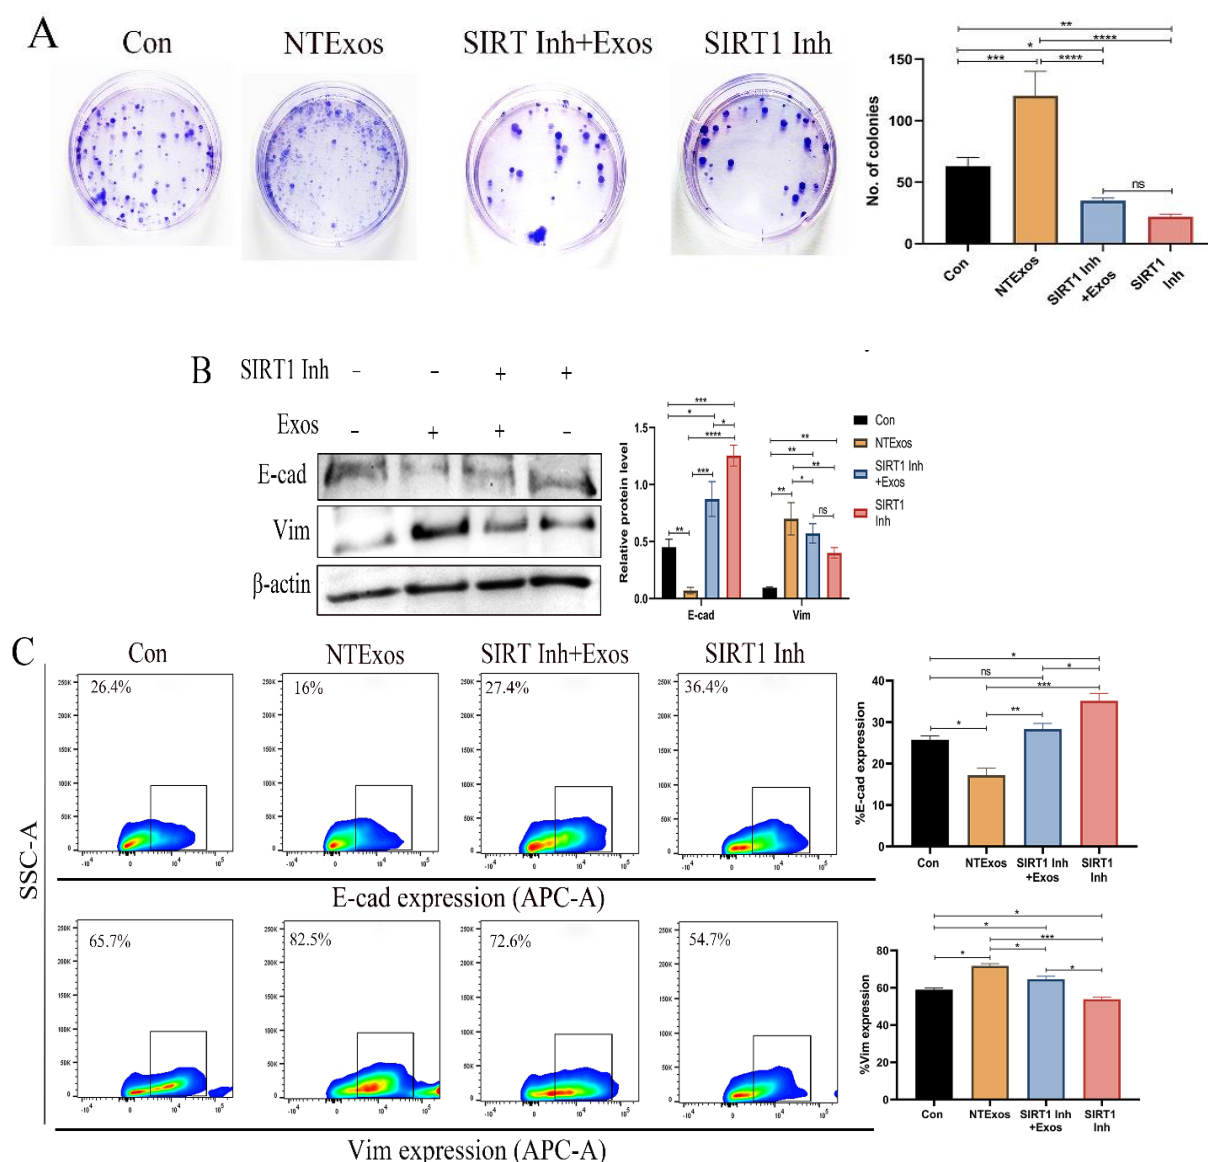 A
Con
NTExos
SIRT Inh+Exos
SIRT1 Inh
No. of colonies
150
100
50
0
**
****
*
***
****
ns
Con
NTExos
SIRT1 Inh
+Exos
SIRT1
Inh
B
SIRT1 Inh - - + +
Exos - + + -
E-cad
Vim
β-actin
Relative protein level
1.5
1.0
0.5
0.0
***
*
*
****
***
**
**
**
**
*
**
ns
E-cad
Vim
Con
NTExos
SIRT1 Inh
+Exos
SIRT1
Inh
C
Con
NTExos
SIRT Inh+Exos
SIRT1 Inh
SSC-A
26.4%
16%
27.4%
36.4%
E-cad expression (APC-A)
65.7%
82.5%
72.6%
54.7%
Vim expression (APC-A)
%E-cad expression
40
30
20
10
0
*
*
ns
***
**
*
Con
NTExos
SIRT1 Inh
+Exos
SIRT1
Inh
%Vim expression
80
60
40
20
0
*
*
***
*
*
*
Con
NTExos
SIRT1 Inh
+Exos
SIRT1
Inh